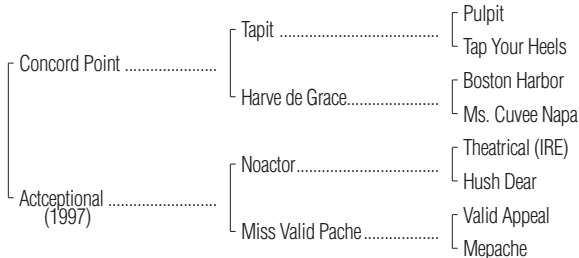 Pulpit
Tapit
Tap Your Heels
Concord Point
Boston Harbor
Harve de Grace
Ms. Cuvee Napa
Theatrical (IRE)
Noactor
Hush Dear
Actceptional
(1997)
Valid Appeal
Miss Valid Pache
Mepache